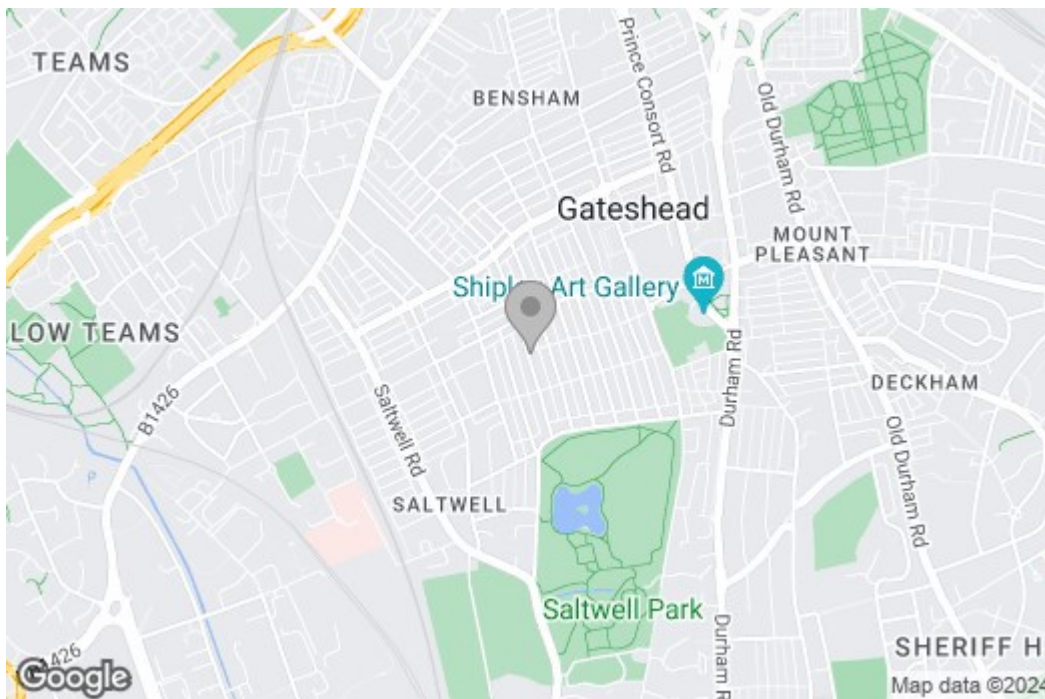 TEAMS
BENSHAM
Prince Consort Rd
Old Durham Rd
Gateshead
MOUNT
PLEASANT
Art Gallery
M
LOW TEAMS
Durham Rd
DECKHAM
B1426
Saltwell Rd
Old Durham Rd
SALTWELL
Saltwell Park
Durham
SHERIFF H
Google
Map data ©2024